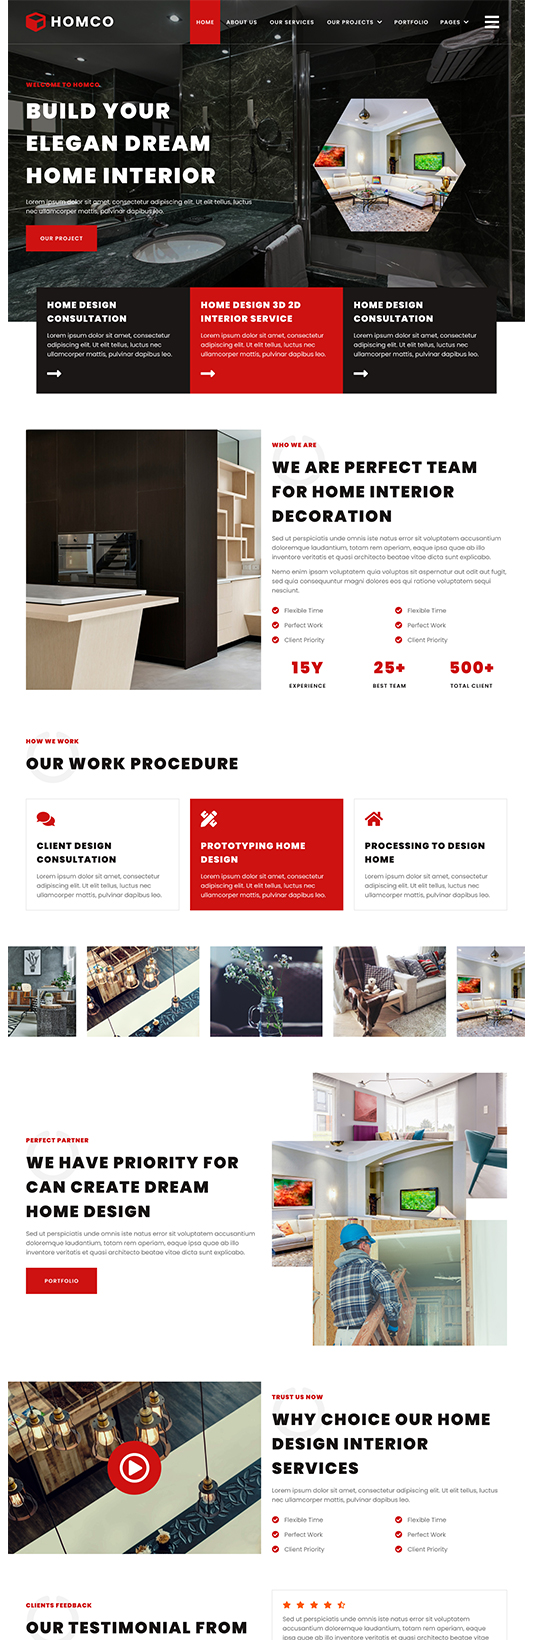 HOMCO
HOME
ABOUT US
OUR SERVICES
OUR PROJECTS
PORTFOLIO
PAGES
WELCOME TO HOMCO
BUILD YOUR
ELEGAN DREAM
HOME INTERIOR
Lorem ipsum dolor sit amet, consectetur adipiscing elit. Ut elit tellus, luctus
nec ullamcorper mattis, pulvinar dapibus leo.
OUR PROJECT
HOME DESIGN
CONSULTATION
Lorem ipsum dolor sit amet, consectetur
adipiscing elit. Ut elit tellus, luctus nec
ullamcorper mattis, pulvinar dapibus leo.
HOME DESIGN 3D 2D
INTERIOR SERVICE
Lorem ipsum dolor sit amet, consectetur
adipiscing elit. Ut elit tellus, luctus nec
ullamcorper mattis, pulvinar dapibus leo.
HOME DESIGN
CONSULTATION
Lorem ipsum dolor sit amet, consectetur
adipiscing elit. Ut elit tellus, luctus nec
ullamcorper mattis, pulvinar dapibus leo.
WHO WE ARE
WE ARE PERFECT TEAM
FOR HOME INTERIOR
DECORATION
Sed ut perspiciatis unde omnis iste natus error sit voluptatem accusantium
doloremque laudantium, totam rem aperiam, eaque ipsa quae ab illo
inventore veritatis et quasi architecto beatae vitae dicta sunt explicabo.
Nemo enim ipsam voluptatem quia voluptas sit aspernatur aut odit aut fugit,
sed quia consequuntur magni dolores eos qui ratione voluptatem sequi
nesciunt.
Flexible Time
Perfect Work
Client Priority
Flexible Time
Perfect Work
Client Priority
15Y
EXPERIENCE
25+
BEST TEAM
500+
TOTAL CLIENT
HOW WE WORK
OUR WORK PROCEDURE
CLIENT DESIGN
CONSULTATION
Lorem ipsum dolor sit amet, consectetur
adipiscing elit. Ut elit tellus, luctus nec
ullamcorper mattis, pulvinar dapibus leo.
PROTOTYPING HOME
DESIGN
Lorem ipsum dolor sit amet, consectetur
adipiscing elit. Ut elit tellus, luctus nec
ullamcorper mattis, pulvinar dapibus leo.
PROCESSING TO DESIGN
HOME
Lorem ipsum dolor sit amet, consectetur
adipiscing elit. Ut elit tellus, luctus nec
ullamcorper mattis, pulvinar dapibus leo.
PERFECT PARTNER
WE HAVE PRIORITY FOR
CAN CREATE DREAM
HOME DESIGN
Sed ut perspiciatis unde omnis iste natus error sit voluptatem accusantium
doloremque laudantium, totam rem aperiam, eaque ipsa quae ab illo
inventore veritatis et quasi architecto beatae vitae dicta sunt explicabo.
PORTFOLIO
TRUST US NOW
WHY CHOICE OUR HOME
DESIGN INTERIOR
SERVICES
Lorem ipsum dolor sit amet, consectetur adipiscing elit. Ut elit tellus, luctus
nec ullamcorper mattis, pulvinar dapibus leo.
Flexible Time
Perfect Work
Client Priority
Flexible Time
Perfect Work
Client Priority
CLIENTS FEEDBACK
OUR TESTIMONIAL FROM
Sed ut perspiciatis unde omnis iste natus error sit
voluptatem accusantium doloremque laudantium, totam
rem aperiam, eaque ipsa quae ab illo inventore veritatis